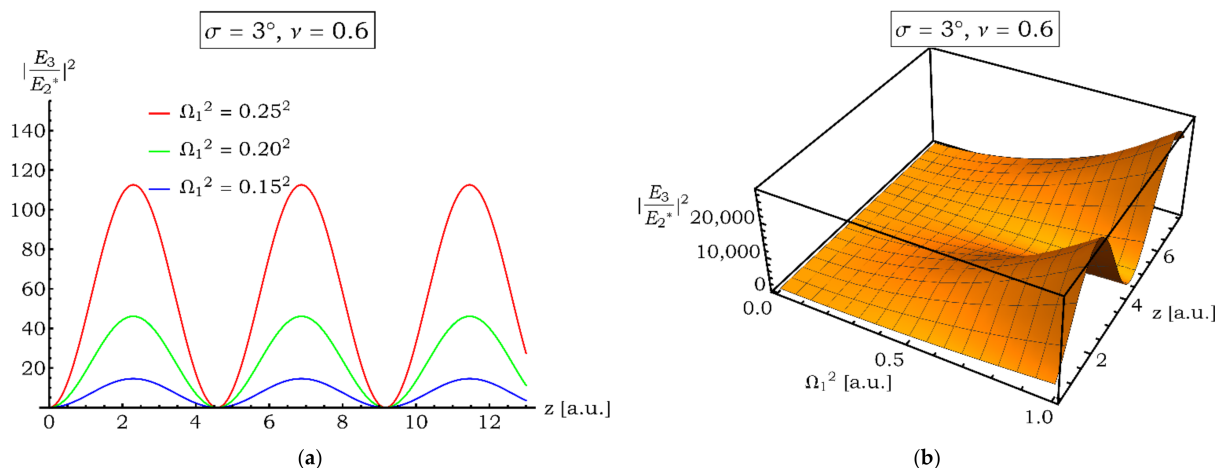 σ = 3°, ν = 0.6
|E₃/E₂*|²
Ω₁² = 0.25²
Ω₁² = 0.20²
Ω₁² = 0.15²
140
120
100
80
60
40
20
0 2 4 6 8 10 12
z [a.u.]
(a)
σ = 3°, ν = 0.6
|E₃/E₂*|²
20,000
10,000
0
0.0
0.5
1.0
Ω₁² [a.u.]
2
4
6
z [a.u.]
(b)